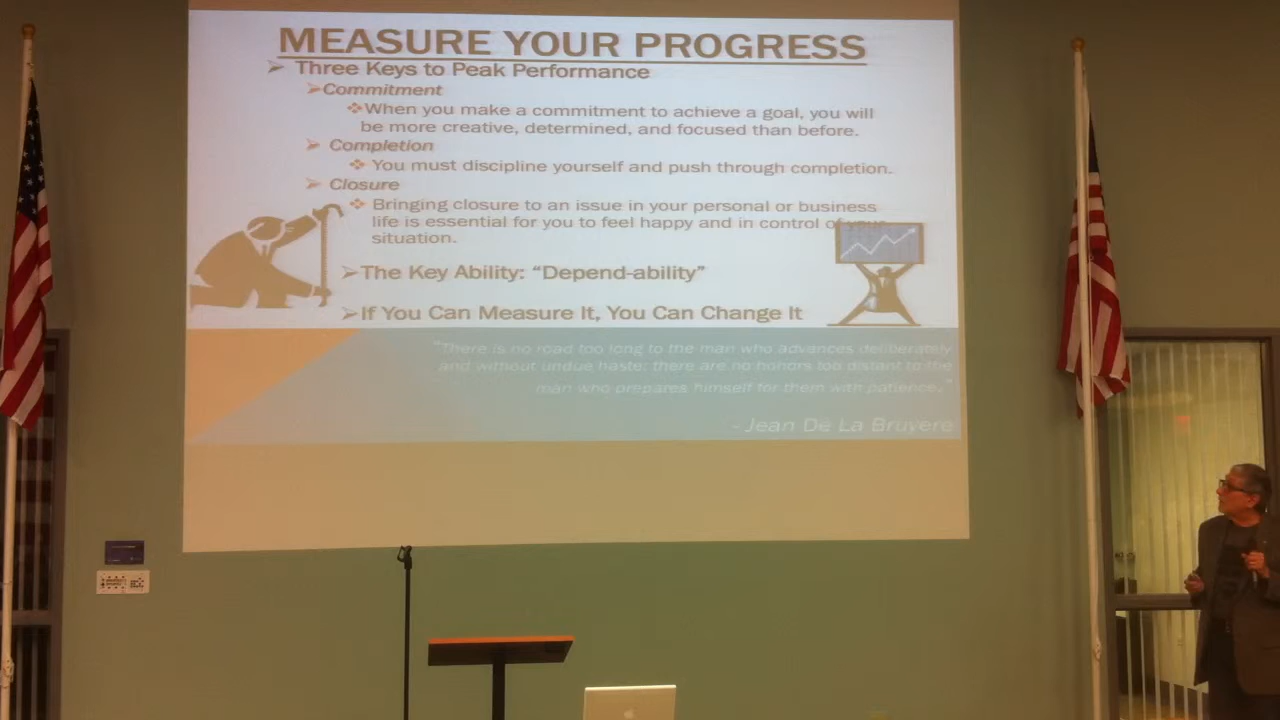 MEASURE YOUR PROGRESS
Three Keys to Peak Performance
Commitment
When you make a commitment to achieve a goal, you will
be more creative, determined, and focused than before.
Completion
You must discipline yourself and push through completion.
Closure
Bringing closure to an issue in your personal or business
life is essential for you to feel happy and in control of your
situation.
The Key Ability: "Depend-ability"
If You Can Measure It, You Can Change It
"There is no road too long to the man who advances deliberately
and without undue haste; there are no honors too distant to the
man who prepares himself for them with patience."
- Jean De La Bruyere